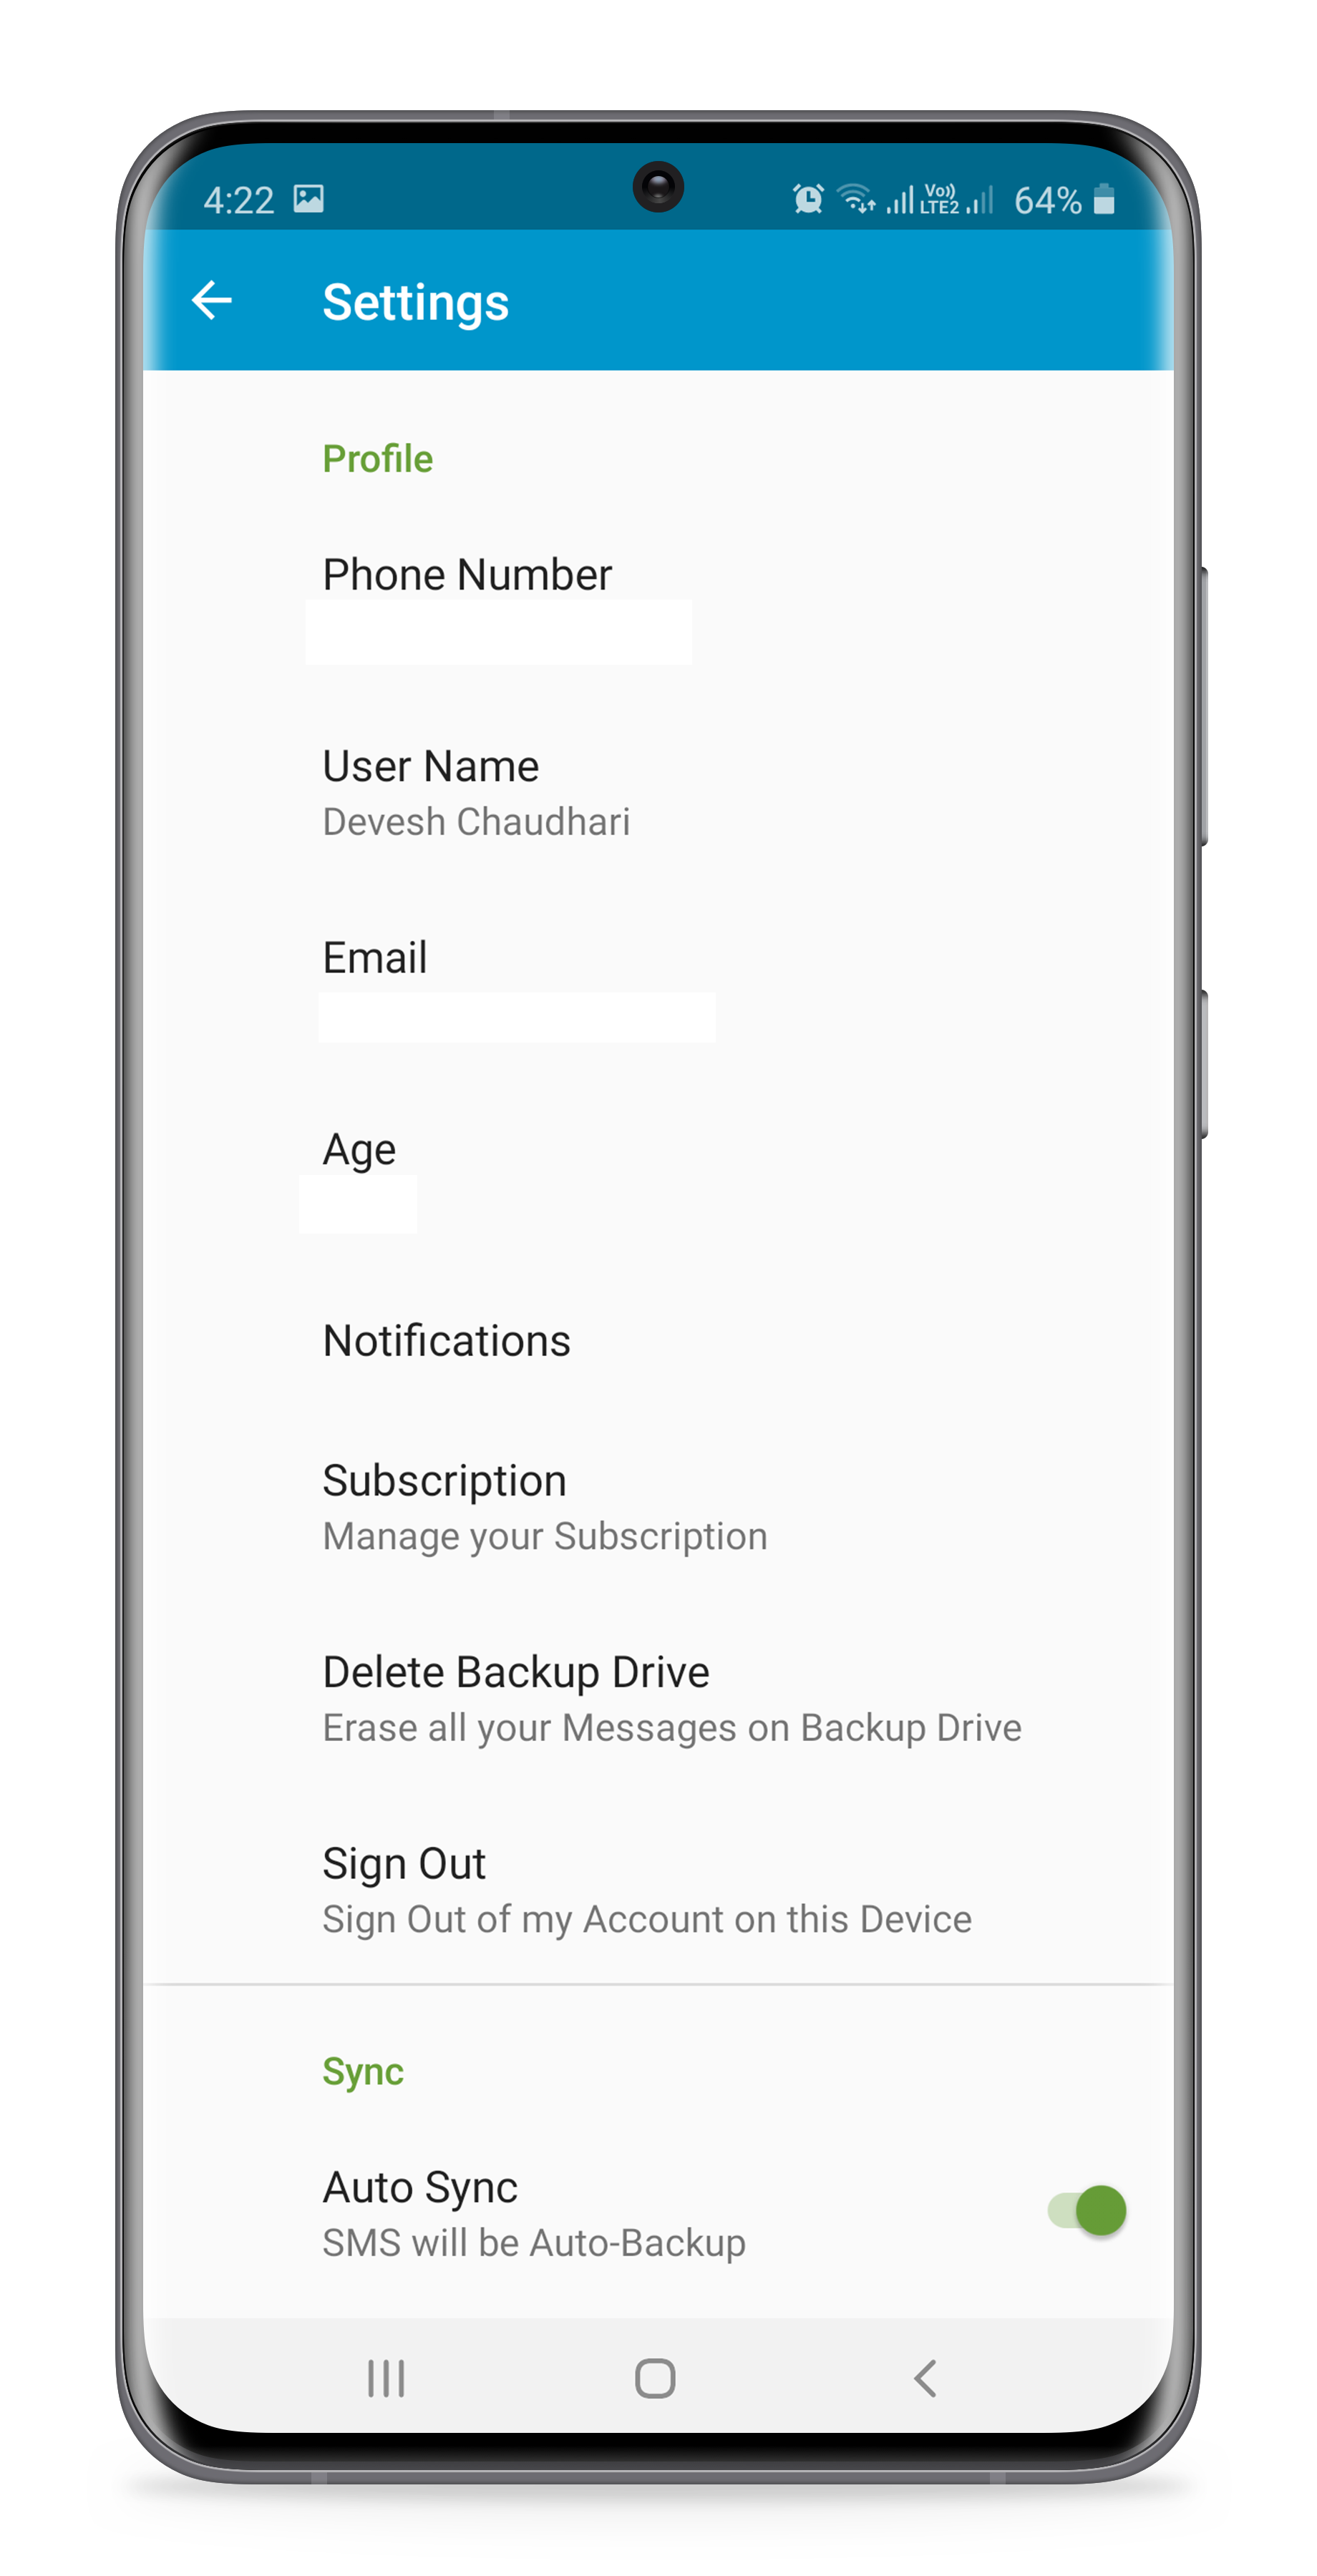 4:22
Vo))
LTE2
64%
Settings
Profile
Phone Number
User Name
Devesh Chaudhari
Email
Age
Notifications
Subscription
Manage your Subscription
Delete Backup Drive
Erase all your Messages on Backup Drive
Sign Out
Sign Out of my Account on this Device
Sync
Auto Sync
SMS will be Auto-Backup